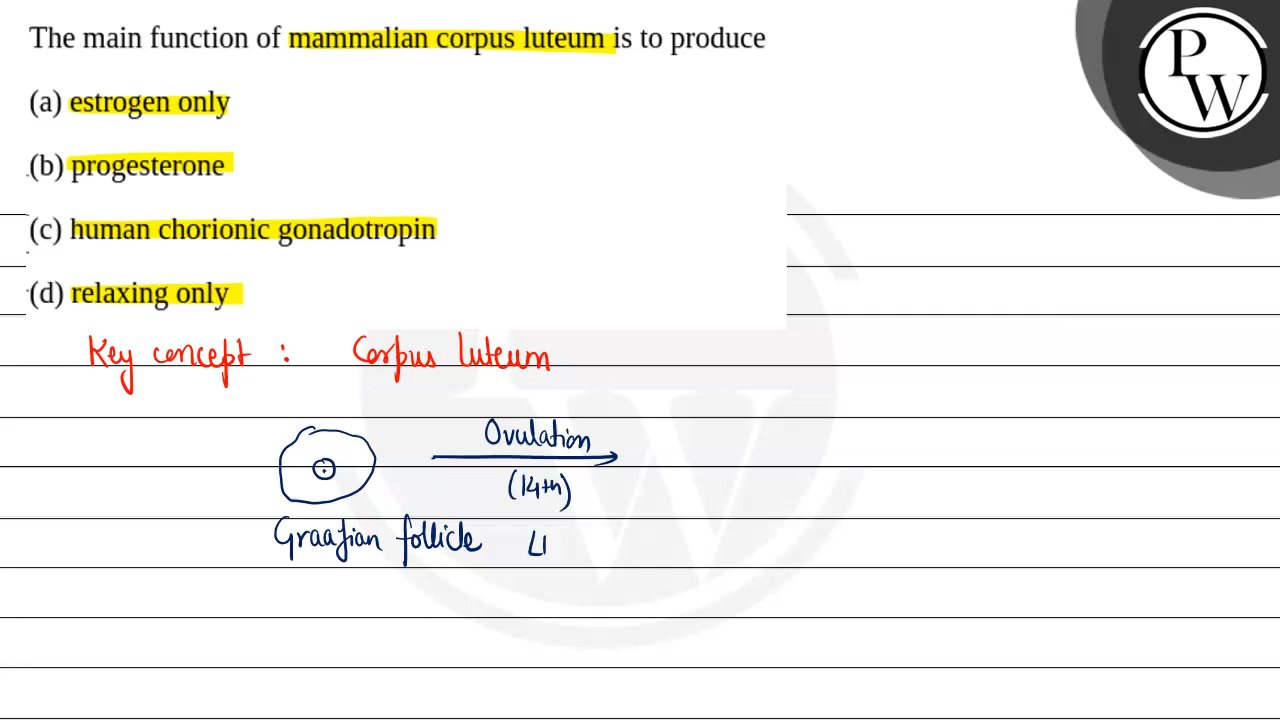 The main function of mammalian corpus luteum is to produce
(a) estrogen only
(b) progesterone
(c) human chorionic gonadotropin
(d) relaxing only
Key concept : Corpus luteum
Ovulation
(14th)
Graafian follicle
PW